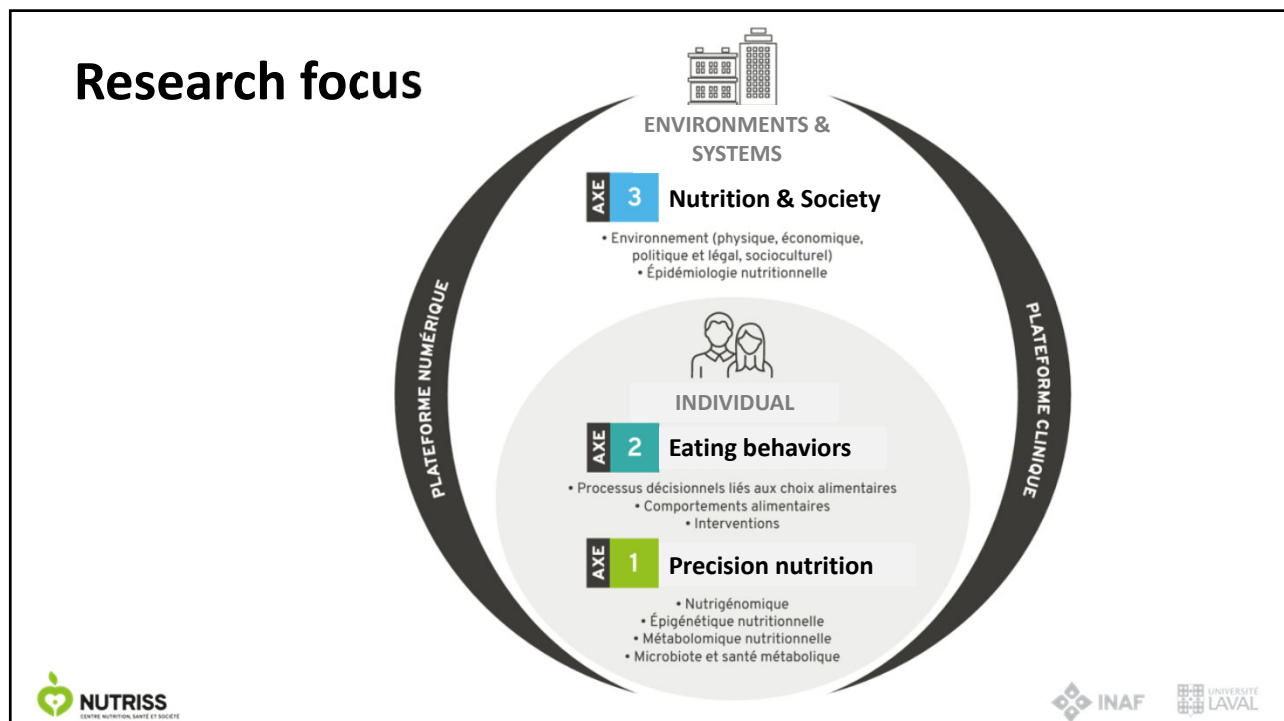 Research focus
ENVIRONMENTS &
SYSTEMS
AXE 3 Nutrition & Society
• Environnement (physique, économique,
politique et légal, socioculturel)
• Épidémiologie nutritionnelle
PLATEFORME NUMÉRIQUE
PLATEFORME CLINIQUE
INDIVIDUAL
AXE 2 Eating behaviors
• Processus décisionnels liés aux choix alimentaires
• Comportements alimentaires
• Interventions
AXE 1 Precision nutrition
• Nutrigénomique
• Épigénétique nutritionnelle
• Métabolomique nutritionnelle
• Microbiote et santé métabolique
NUTRISS
CENTRE NUTRITION, SANTÉ ET SOCIÉTÉ
INAF
UNIVERSITÉ
LAVAL